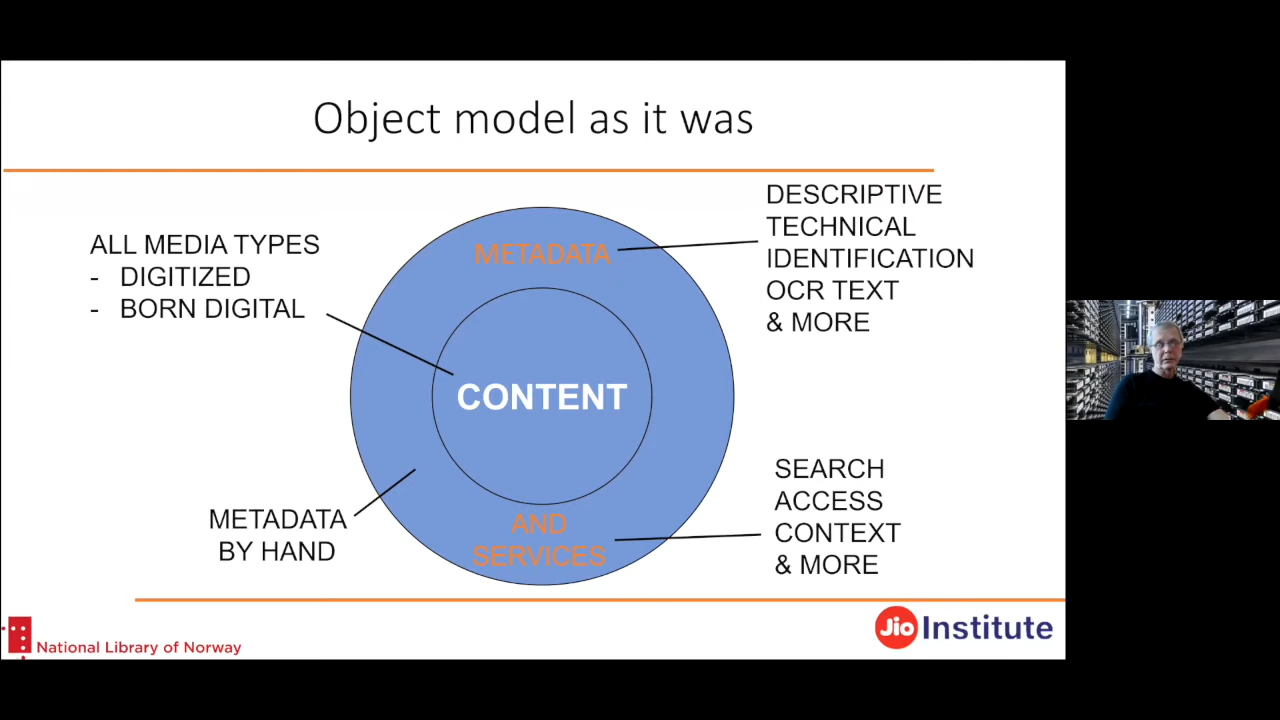 Object model as it was
ALL MEDIA TYPES
- DIGITIZED
- BORN DIGITAL
METADATA
DESCRIPTIVE
TECHNICAL
IDENTIFICATION
OCR TEXT
& MORE
CONTENT
METADATA
BY HAND
AND
SERVICES
SEARCH
ACCESS
CONTEXT
& MORE
National Library of Norway
Jio Institute